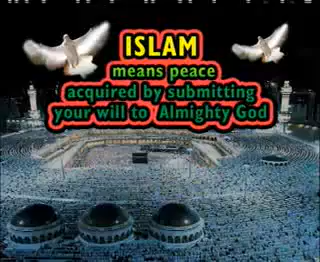 ISLAM
means peace
acquired by submitting
your will to Almighty God